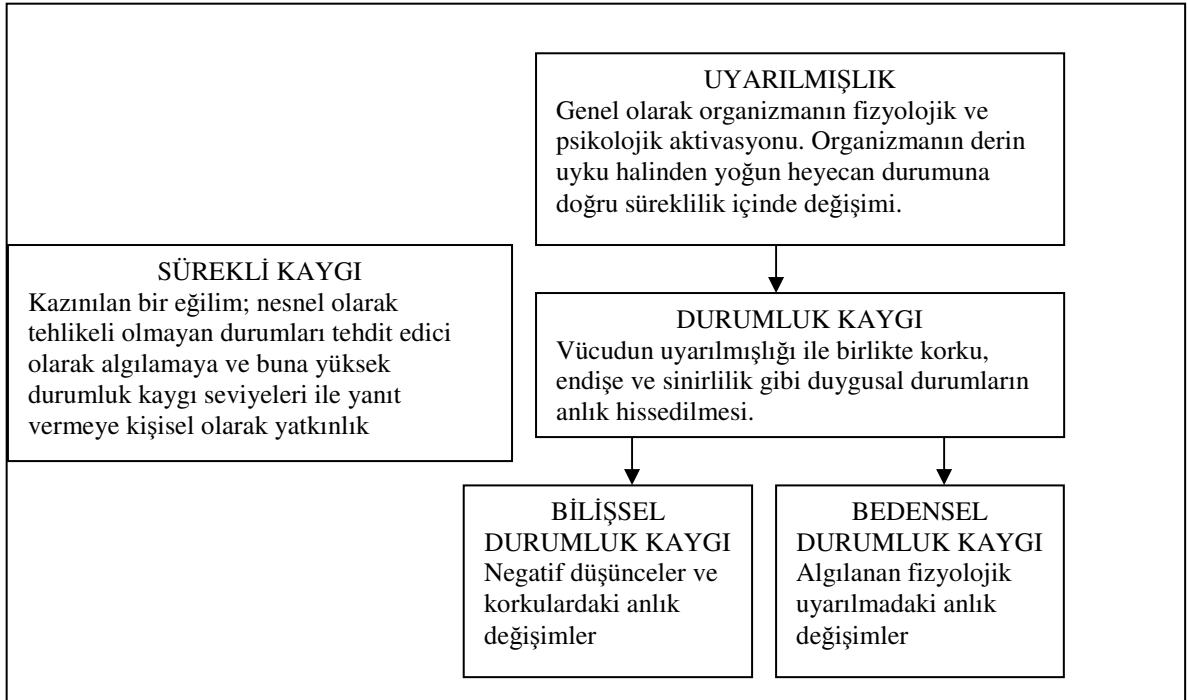 UYARILMIŞLIK
Genel olarak organizmanın fizyolojik ve
psikolojik aktivasyonu. Organizmanın derin
uyku halinden yoğun heyecan durumuna
doğru süreklilik içinde değişimi.
SÜREKLİ KAYGI
Kazınılan bir eğilim; nesnel olarak
tehlikeli olmayan durumları tehdit edici
olarak algılamaya ve buna yüksek
durumluk kaygı seviyeleri ile yanıt
vermeye kişisel olarak yatkınlık
DURUMLUK KAYGI
Vücudun uyarılmışlığı ile birlikte korku,
endişe ve sinirlilik gibi duygusal durumların
anlık hissedilmesi.
BİLİŞSEL
DURUMLUK KAYGI
Negatif düşünceler ve
korkulardaki anlık
değişimler
BEDENSEL
DURUMLUK KAYGI
Algılanan fizyolojik
uyarılmadaki anlık
değişimler